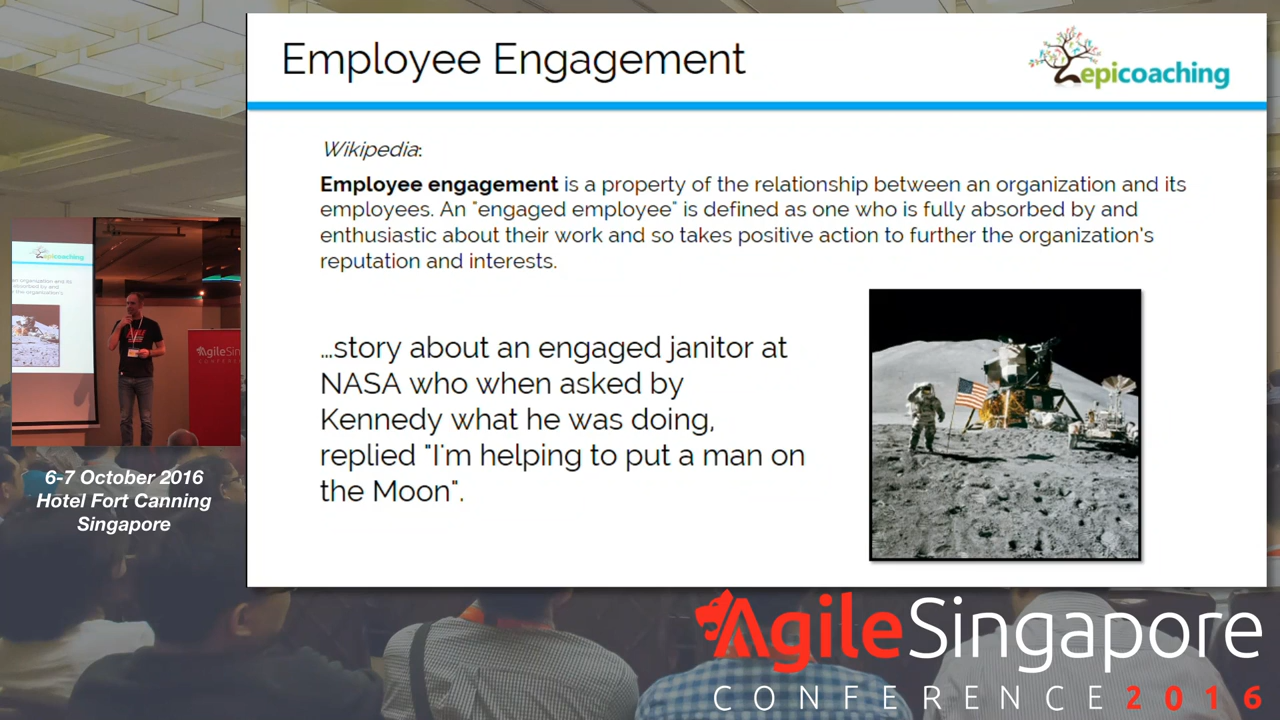 Employee Engagement
epicoaching
Wikipedia:
Employee engagement is a property of the relationship between an organization and its
employees. An "engaged employee" is defined as one who is fully absorbed by and
enthusiastic about their work and so takes positive action to further the organization's
reputation and interests.
...story about an engaged janitor at
NASA who when asked by
Kennedy what he was doing,
replied "I'm helping to put a man on
the Moon".
epicoaching
AgileSin
6-7 October 2016
Hotel Fort Canning
Singapore
AgileSingapore
CONFERENCE 2016